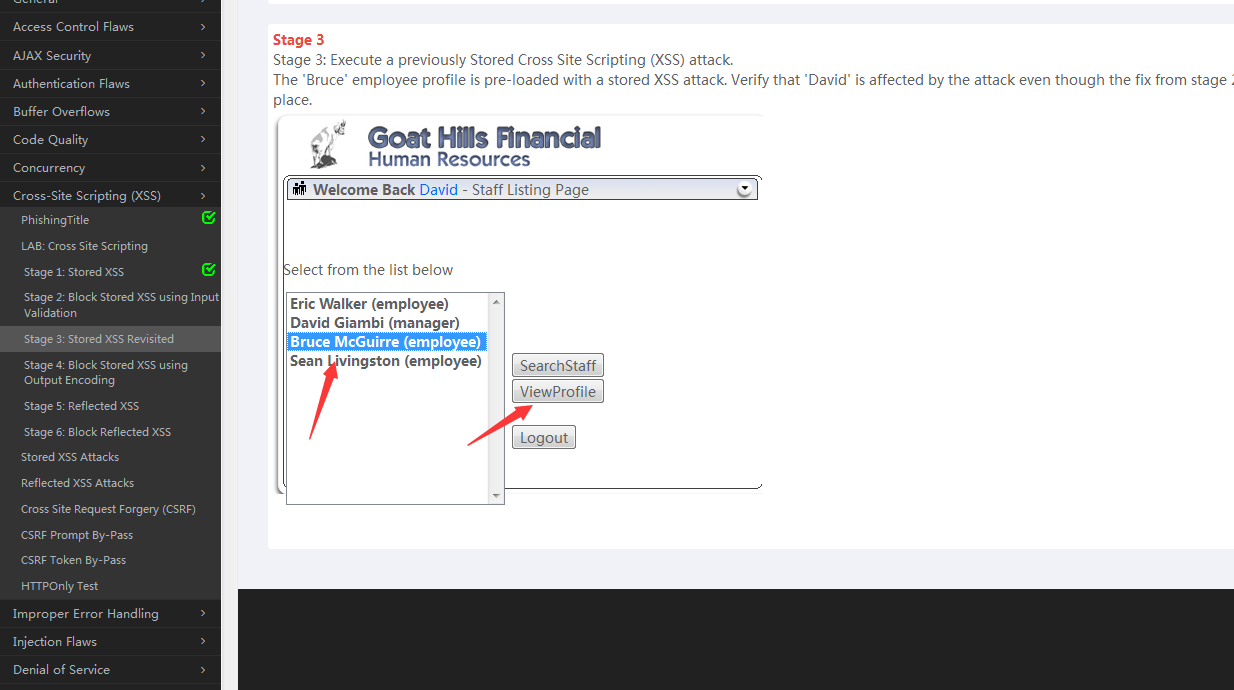 General
Access Control Flaws
AJAX Security
Authentication Flaws
Buffer Overflows
Code Quality
Concurrency
Cross-Site Scripting (XSS)
PhishingTitle
LAB: Cross Site Scripting
Stage 1: Stored XSS
Stage 2: Block Stored XSS using Input
Validation
Stage 3: Stored XSS Revisited
Stage 4: Block Stored XSS using
Output Encoding
Stage 5: Reflected XSS
Stage 6: Block Reflected XSS
Stored XSS Attacks
Reflected XSS Attacks
Cross Site Request Forgery (CSRF)
CSRF Prompt By-Pass
CSRF Token By-Pass
HTTPOnly Test
Improper Error Handling
Injection Flaws
Denial of Service
Stage 3
Stage 3: Execute a previously Stored Cross Site Scripting (XSS) attack.
The 'Bruce' employee profile is pre-loaded with a stored XSS attack. Verify that 'David' is affected by the attack even though the fix from stage 2
place.
Goat Hills Financial
Human Resources
Welcome Back David - Staff Listing Page
Select from the list below
Eric Walker (employee)
David Giambi (manager)
Bruce McGuirre (employee)
Sean Livingston (employee)
SearchStaff
ViewProfile
Logout